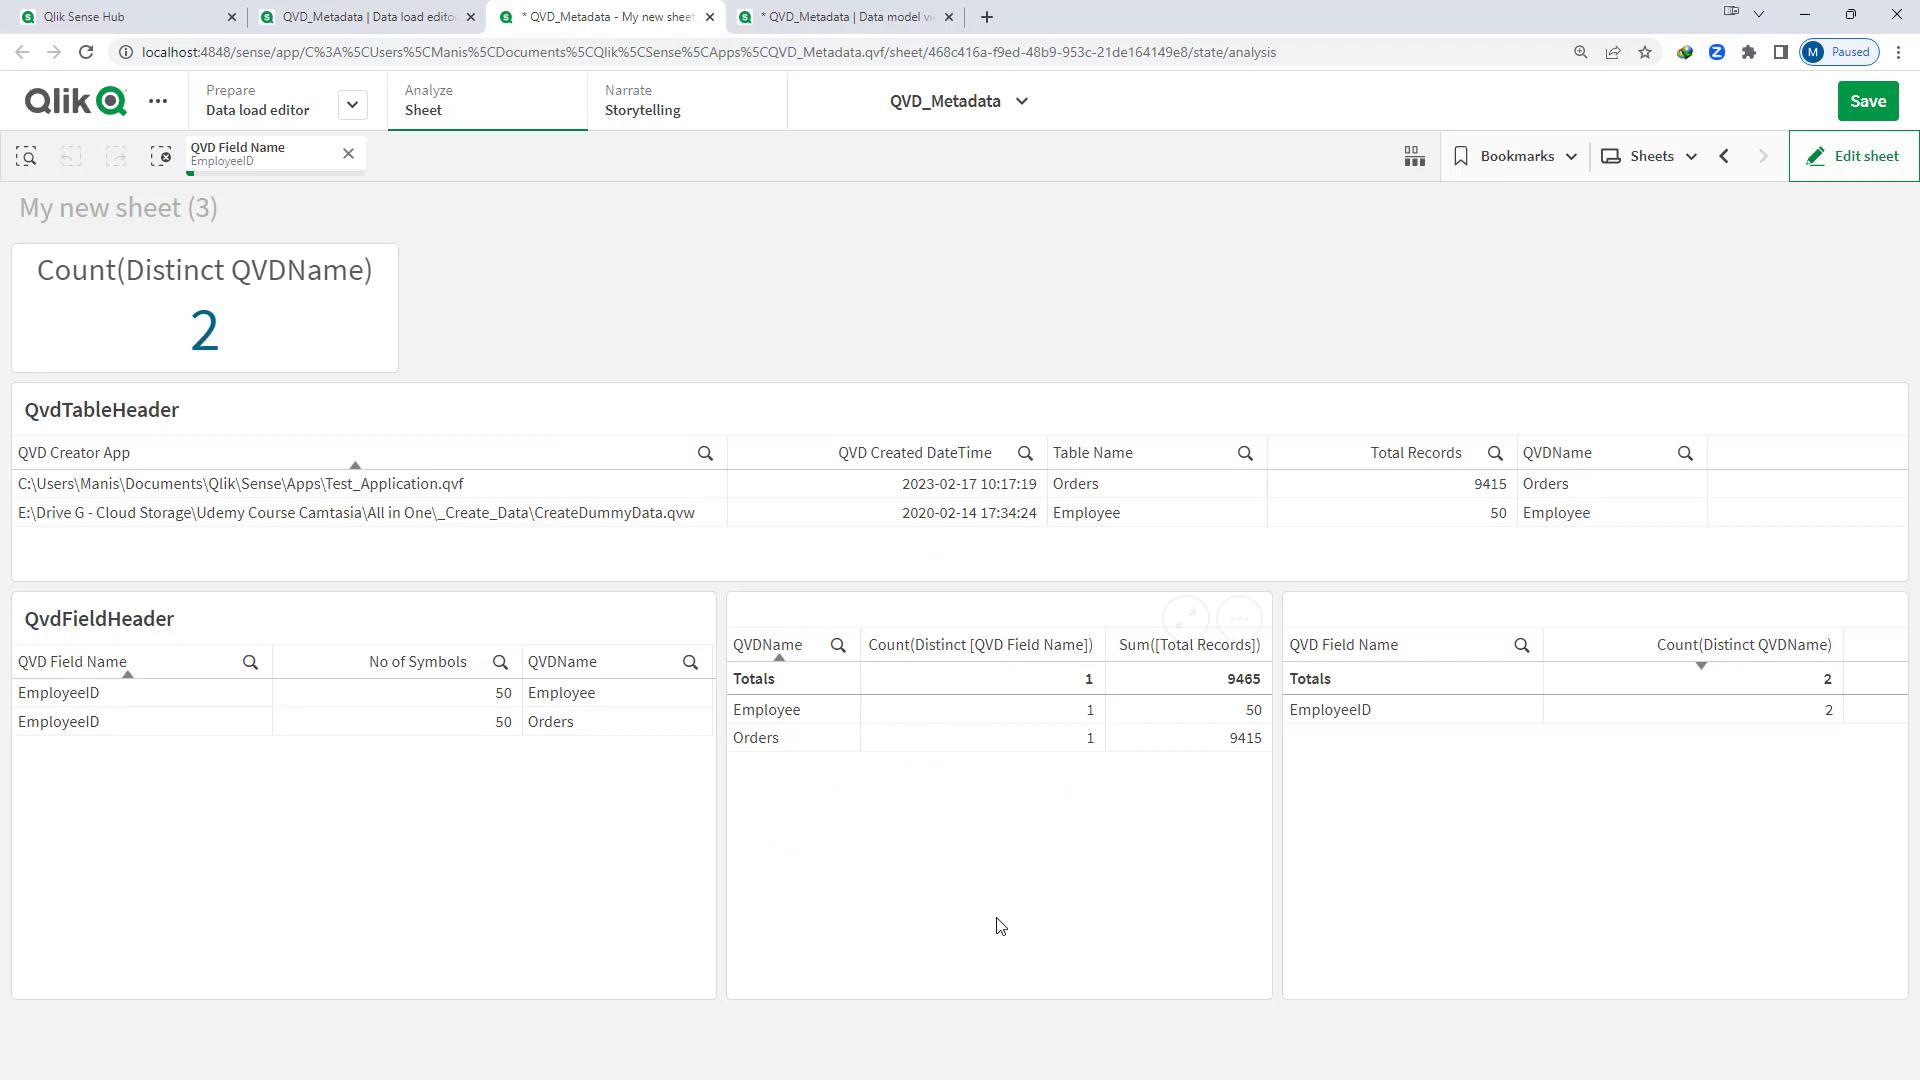 Qlik Sense Hub
QVD_Metadata | Data load editor
* QVD_Metadata - My new sheet
* QVD_Metadata | Data model vi
localhost:4848/sense/app/C%3A%5CUsers%5CManis%5CDocuments%5CQlik%5CSense%5CApps%5CQVD_Metadata.qvf/sheet/468c416a-f9ed-48b9-953c-21de164149e8/state/analysis
M Paused
Qlik
Prepare
Data load editor
Analyze
Sheet
Narrate
Storytelling
QVD_Metadata
Save
QVD Field Name
EmployeeID
Bookmarks
Sheets
Edit sheet
My new sheet (3)
Count(Distinct QVDName)
2
QvdTableHeader
QVD Creator App QVD Created DateTime Table Name Total Records QVDName
C:\Users\Manis\Documents\Qlik\Sense\Apps\Test_Application.qvf 2023-02-17 10:17:19 Orders 9415 Orders
E:\Drive G - Cloud Storage\Udemy Course Camtasia\All in One\_Create_Data\CreateDummyData.qvw 2020-02-14 17:34:24 Employee 50 Employee
QvdFieldHeader
QVD Field Name No of Symbols QVDName
EmployeeID 50 Employee
EmployeeID 50 Orders
QVDName Count(Distinct [QVD Field Name]) Sum([Total Records])
Totals 1 9465
Employee 1 50
Orders 1 9415
QVD Field Name Count(Distinct QVDName)
Totals 2
EmployeeID 2